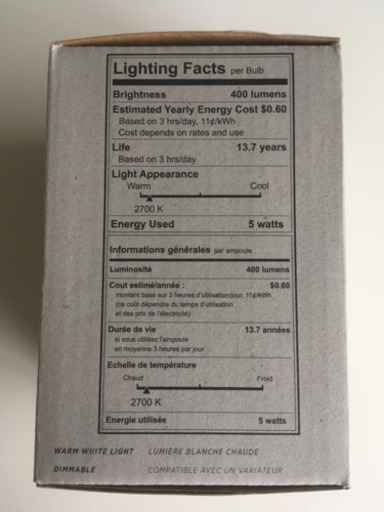 Lighting Facts per Bulb
Brightness 400 lumens
Estimated Yearly Energy Cost $0.60
Based on 3 hrs/day, 11¢/kWh
Cost depends on rates and use
Life 13.7 years
Based on 3 hrs/day
Light Appearance
Warm Cool
2700 K
Energy Used 5 watts
Informations générales par ampoule
Luminosité 400 lumens
Cout estimé/année : $0.60
montant basé sur 3 heures d'utilisation/jour, 11¢/kWh
(ce coût dépendra du temps d'utilisation
et des prix de l'électricité)
Durée de vie 13.7 années
si vous utilisez l'ampoule
en moyenne 3 heures par jour
Echelle de température
Chaud Froid
2700 K
Energie utilisée 5 watts
WARM WHITE LIGHT LUMIÈRE BLANCHE CHAUDE
DIMMABLE COMPATIBLE AVEC UN VARIATEUR